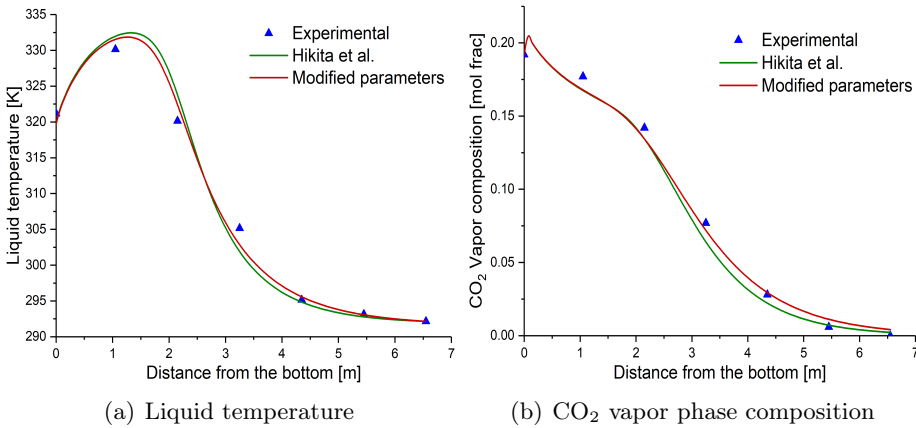 335
330
325
320
315
310
305
300
295
290
Liquid temperature [K]
Experimental
Hikita et al.
Modified parameters
0 1 2 3 4 5 6 7
Distance from the bottom [m]
(a) Liquid temperature
0.20
0.15
0.10
0.05
0.00
CO2 Vapor composition [mol frac]
Experimental
Hikita et al.
Modified parameters
0 1 2 3 4 5 6 7
Distance from the bottom [m]
(b) CO2 vapor phase composition